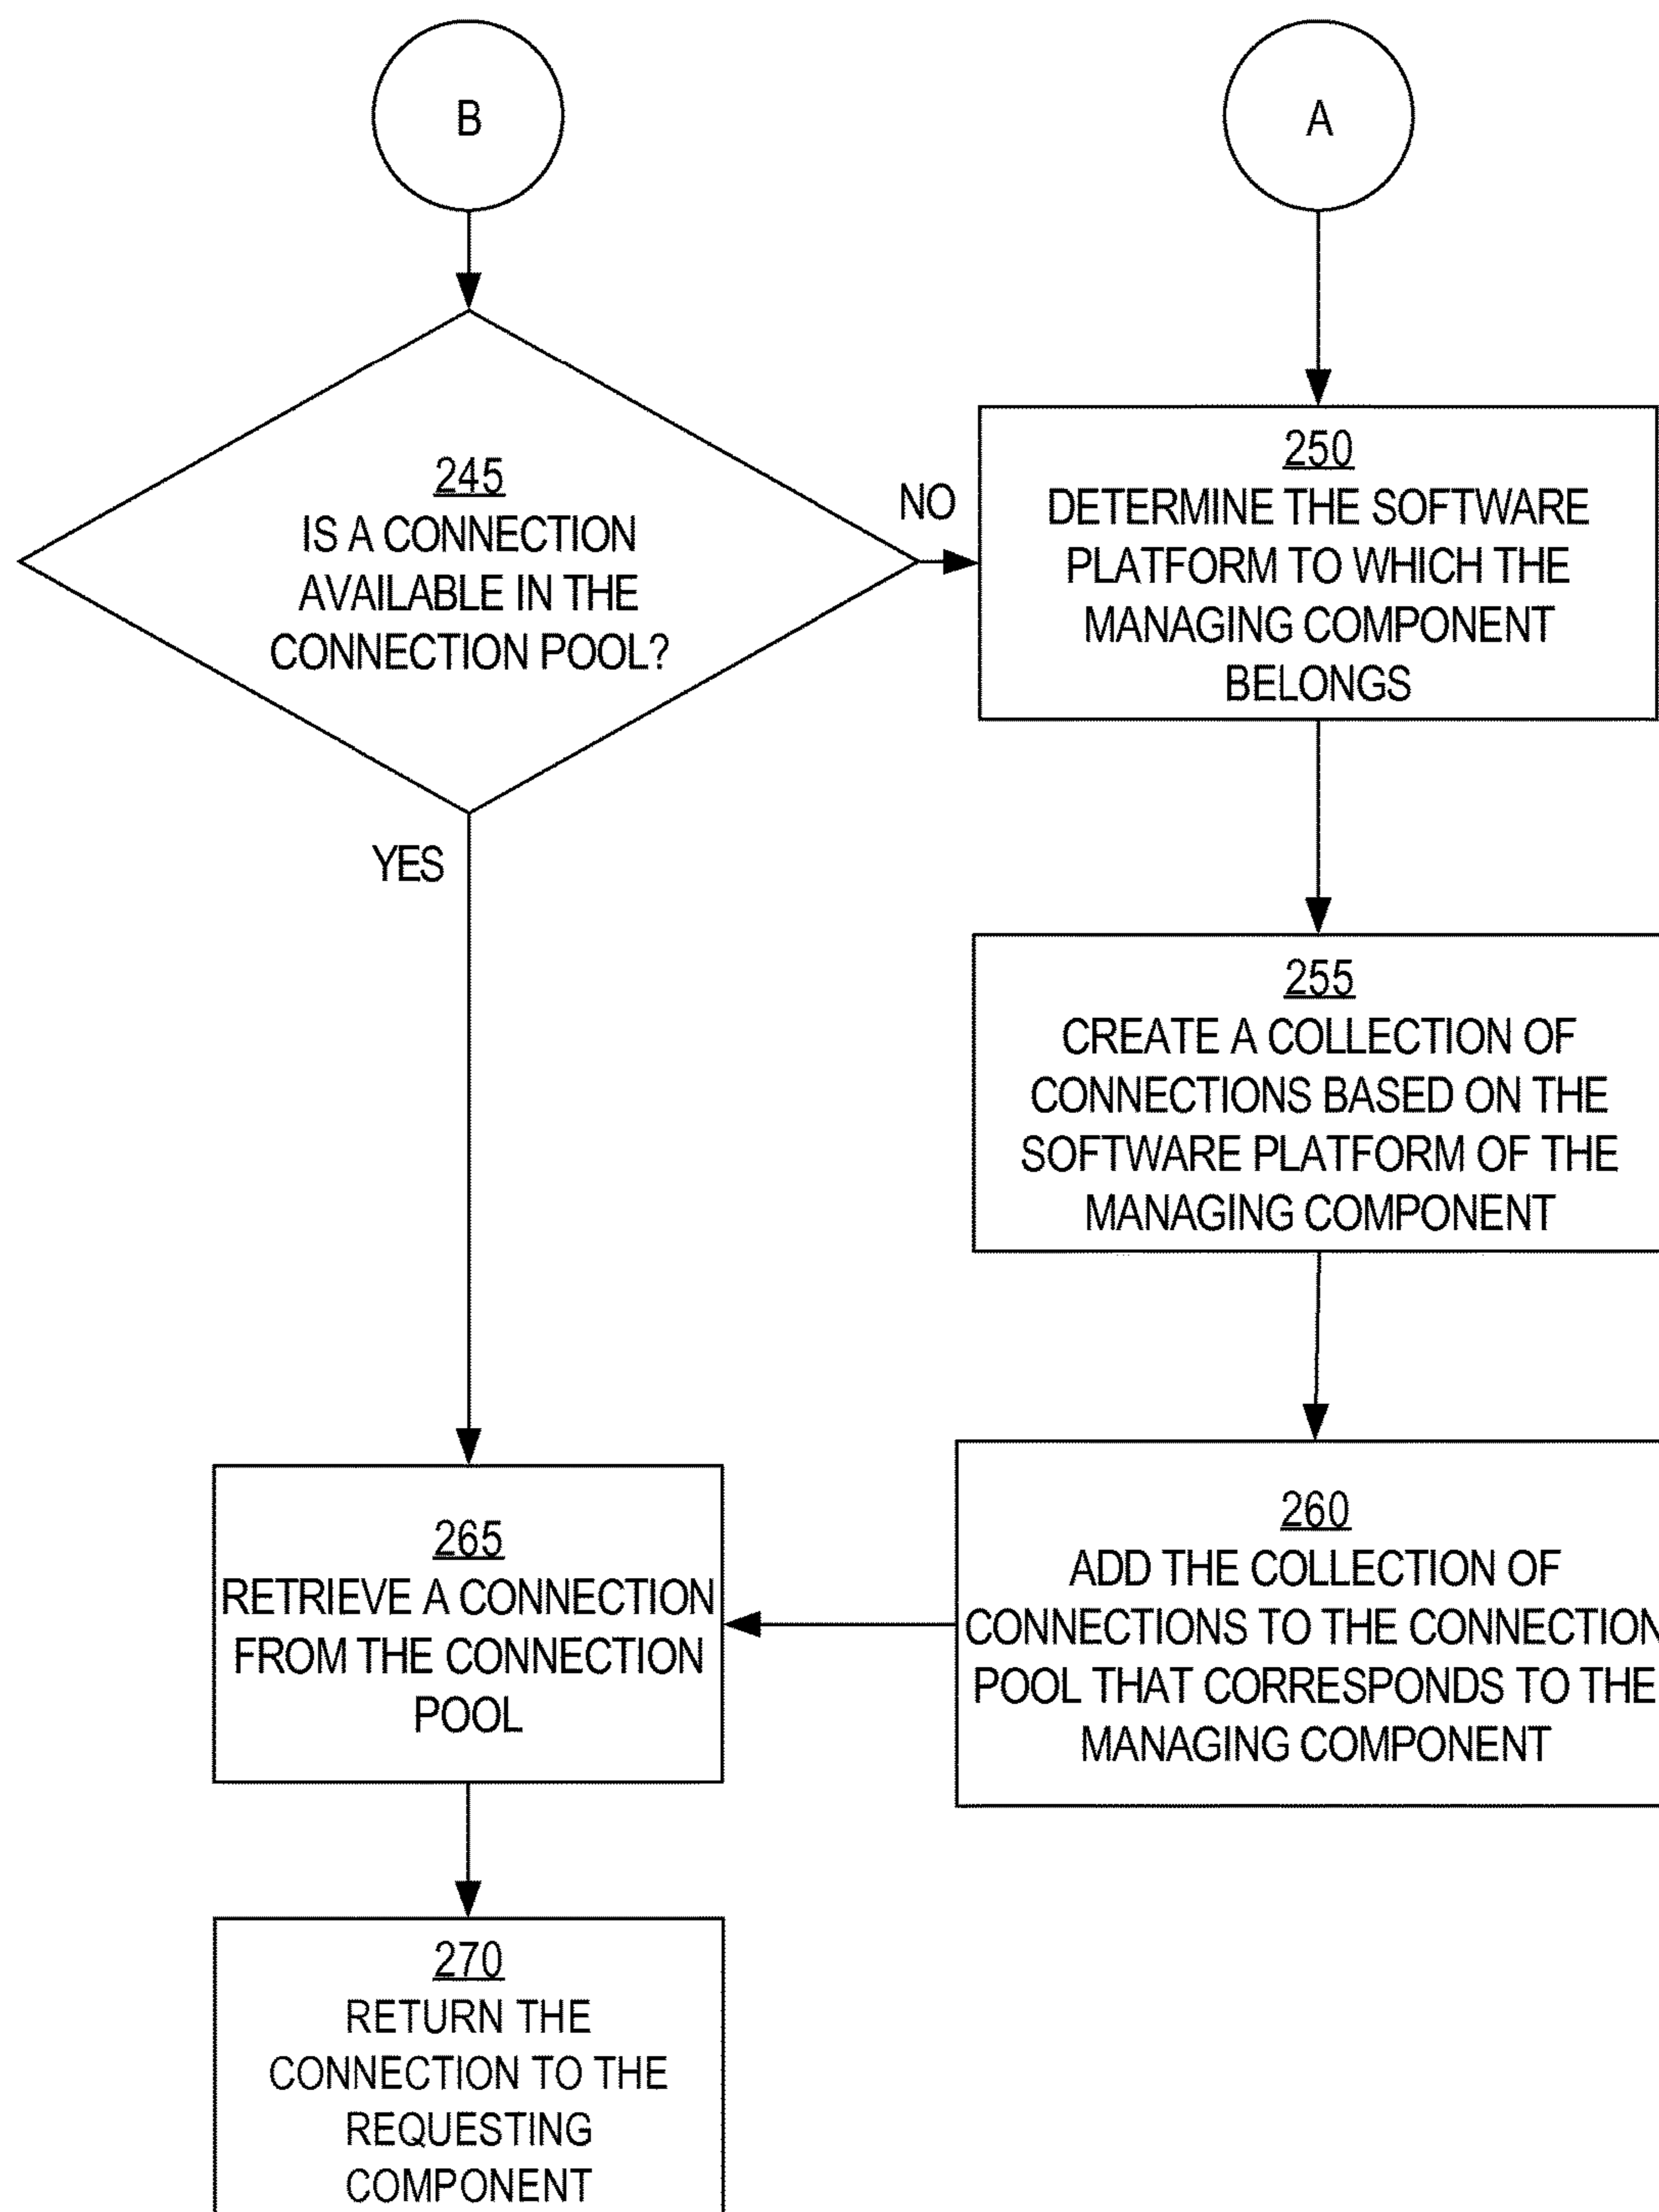 B
A
245
IS A CONNECTION
AVAILABLE IN THE
CONNECTION POOL?
NO
YES
250
DETERMINE THE SOFTWARE
PLATFORM TO WHICH THE
MANAGING COMPONENT
BELONGS
255
CREATE A COLLECTION OF
CONNECTIONS BASED ON THE
SOFTWARE PLATFORM OF THE
MANAGING COMPONENT
260
ADD THE COLLECTION OF
CONNECTIONS TO THE CONNECTION
POOL THAT CORRESPONDS TO THE
MANAGING COMPONENT
265
RETRIEVE A CONNECTION
FROM THE CONNECTION
POOL
270
RETURN THE
CONNECTION TO THE
REQUESTING
COMPONENT